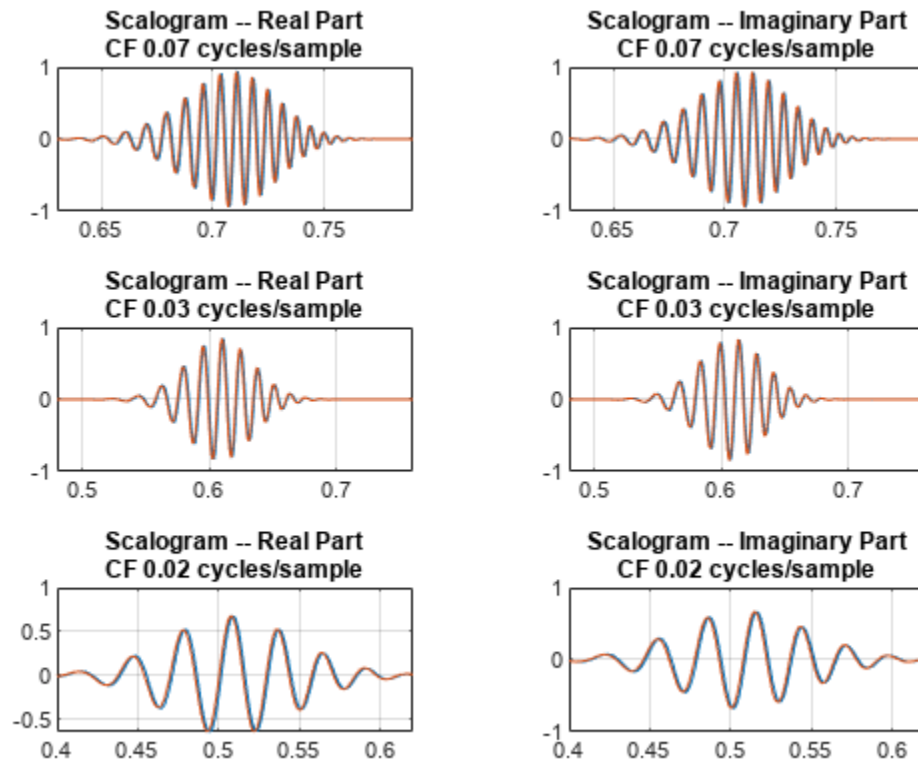 Scalogram -- Real Part
CF 0.07 cycles/sample
1
0
-1
0.65 0.7 0.75
Scalogram -- Imaginary Part
CF 0.07 cycles/sample
1
0
-1
0.65 0.7 0.75
Scalogram -- Real Part
CF 0.03 cycles/sample
1
0
-1
0.5 0.6 0.7
Scalogram -- Imaginary Part
CF 0.03 cycles/sample
1
0
-1
0.5 0.6 0.7
Scalogram -- Real Part
CF 0.02 cycles/sample
1
0.5
0
-0.5
0.4 0.45 0.5 0.55 0.6
Scalogram -- Imaginary Part
CF 0.02 cycles/sample
1
0
-1
0.4 0.45 0.5 0.55 0.6